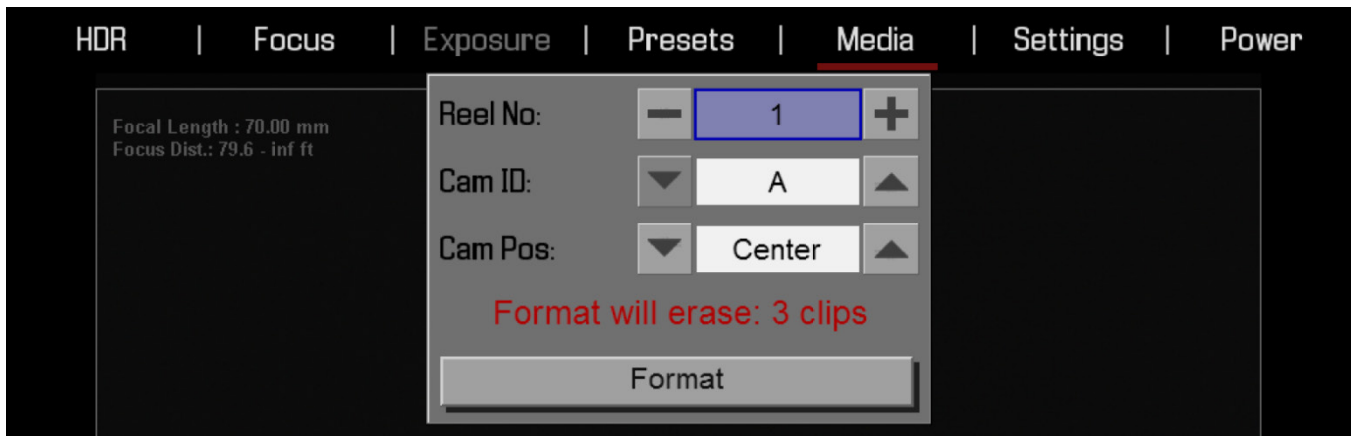 HDR | Focus | Exposure | Presets | Media | Settings | Power
Focal Length : 70.00 mm
Focus Dist.: 79.6 - inf ft
Reel No: 1
Cam ID: A
Cam Pos: Center
Format will erase: 3 clips
Format